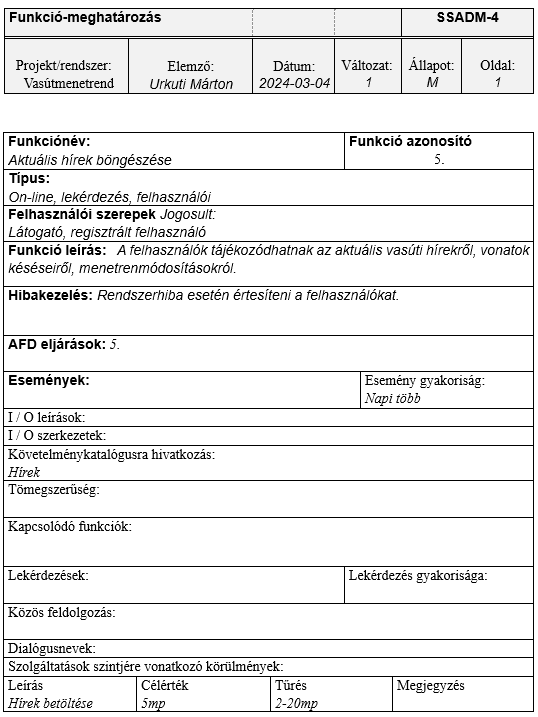 Funkció-meghatározás SSADM-4
Projekt/rendszer: Elemző: Dátum: Változat: Állapot: Oldal:
Vasútmenetrend Urkuti Márton 2024-03-04 1 M 1
Funkciónév: Funkció azonosító
Aktuális hírek böngészése 5.
Típus:
On-line, lekérdezés, felhasználói
Felhasználói szerepek Jogosult:
Látogató, regisztrált felhasználó
Funkció leírás: A felhasználók tájékozódhatnak az aktuális vasúti hírekről, vonatok
késéseiről, menetrenmódosításokról.
Hibakezelés: Rendszerhiba esetén értesíteni a felhasználókat.
AFD eljárások: 5.
Események: Esemény gyakoriság:
Napi több
I / O leírások:
I / O szerkezetek:
Követelménykatalógusra hivatkozás:
Hírek
Tömegszerűség:
Kapcsolódó funkciók:
Lekérdezések: Lekérdezés gyakorisága:
Közös feldolgozás:
Dialógusnevek:
Szolgáltatások szintjére vonatkozó körülmények:
Leírás Célérték Tűrés Megjegyzés
Hírek betöltése 5mp 2-20mp